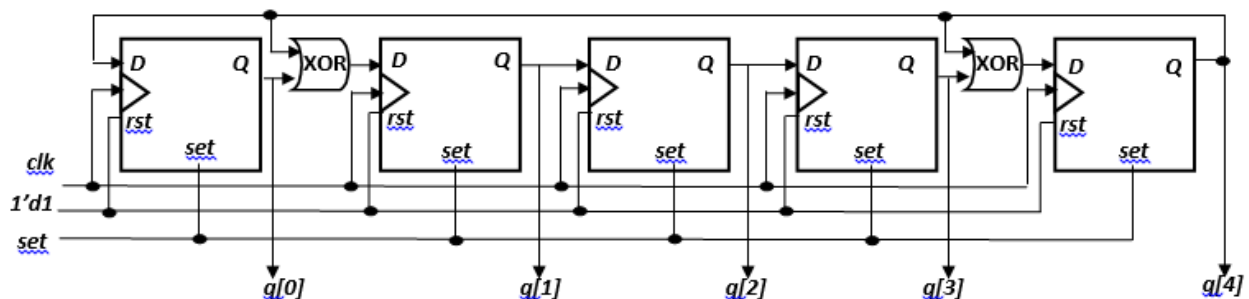 D Q XOR D Q D Q D Q XOR D Q
rst rst rst rst rst
set set set set set
clk
1'd1
set
q[0] q[1] q[2] q[3] q[4]